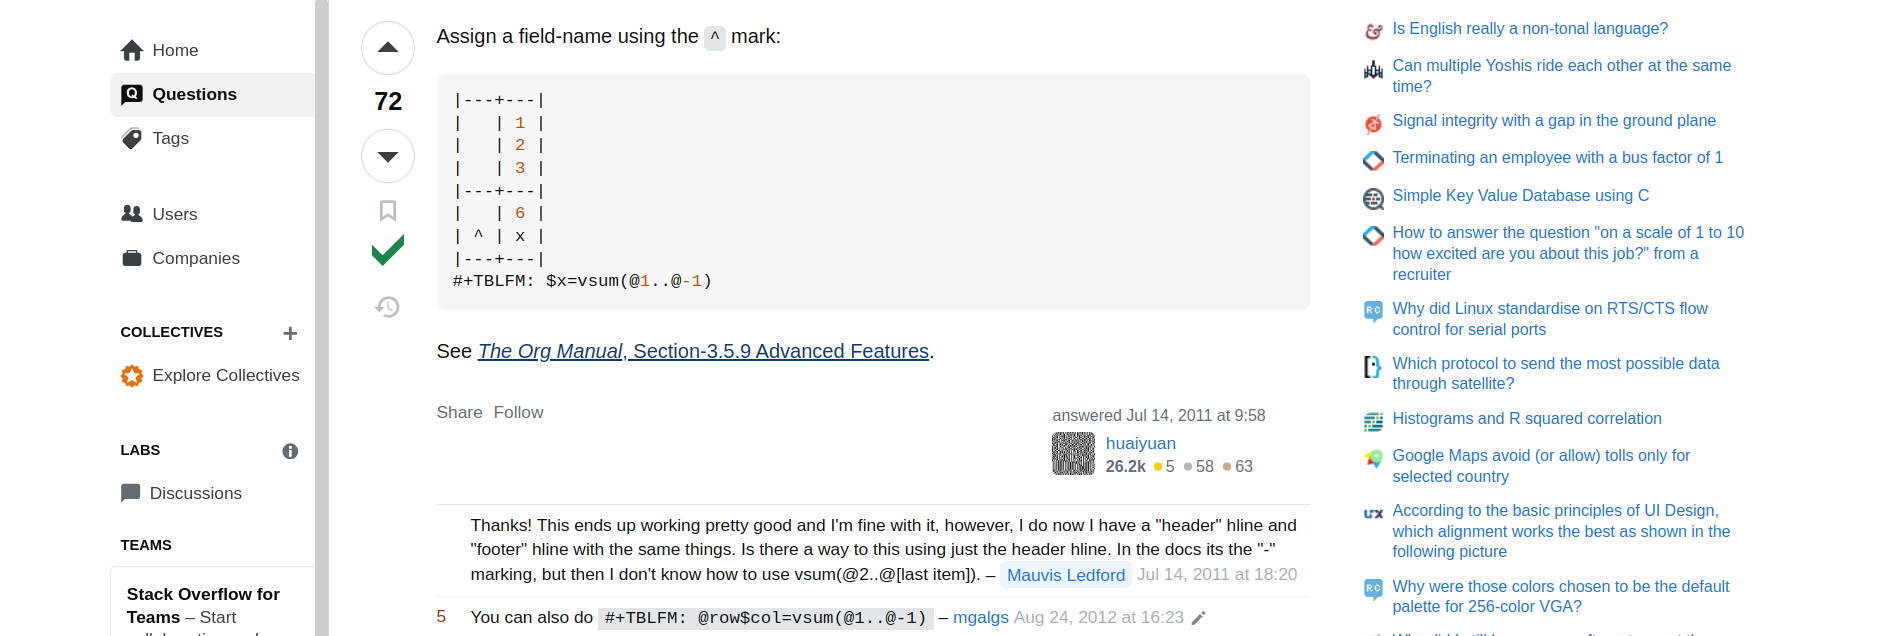 Home
Questions
Tags
Users
Companies
COLLECTIVES
Explore Collectives
LABS
Discussions
TEAMS
Stack Overflow for
Teams – Start
72
Assign a field-name using the ^ mark:
|---+---|
|   | 1 |
|   | 2 |
|   | 3 |
|---+---|
|   | 6 |
| ^ | x |
|---+---|
#+TBLFM: $x=vsum(@1..@-1)
See The Org Manual, Section-3.5.9 Advanced Features.
Share Follow
answered Jul 14, 2011 at 9:58
huaiyuan
26.2k 5 58 63
Thanks! This ends up working pretty good and I'm fine with it, however, I do now I have a "header" hline and
"footer" hline with the same things. Is there a way to this using just the header hline. In the docs its the "-"
marking, but then I don't know how to use vsum(@2..@[last item]). – Mauvis Ledford Jul 14, 2011 at 18:20
5 You can also do #+TBLFM: @row$col=vsum(@1..@-1) – mgalgs Aug 24, 2012 at 16:23
Is English really a non-tonal language?
Can multiple Yoshis ride each other at the same
time?
Signal integrity with a gap in the ground plane
Terminating an employee with a bus factor of 1
Simple Key Value Database using C
How to answer the question "on a scale of 1 to 10
how excited are you about this job?" from a
recruiter
Why did Linux standardise on RTS/CTS flow
control for serial ports
Which protocol to send the most possible data
through satellite?
Histograms and R squared correlation
Google Maps avoid (or allow) tolls only for
selected country
According to the basic principles of UI Design,
which alignment works the best as shown in the
following picture
Why were those colors chosen to be the default
palette for 256-color VGA?